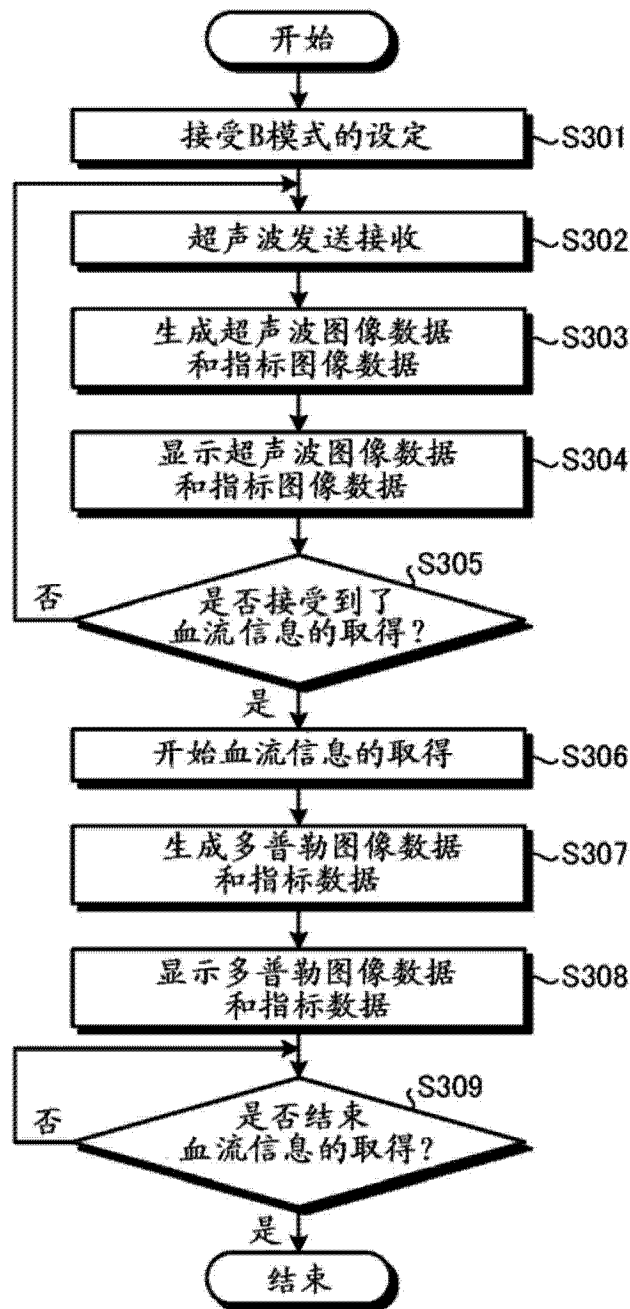 开始
接受B模式的设定
S301
超声波发送接收
S302
生成超声波图像数据
和指标图像数据
S303
显示超声波图像数据
和指标图像数据
S304
S305
否
是否接受到了
血流信息的取得?
是
开始血流信息的取得
S306
生成多普勒图像数据
和指标数据
S307
显示多普勒图像数据
和指标数据
S308
S309
否
是否结束
血流信息的取得?
是
结束